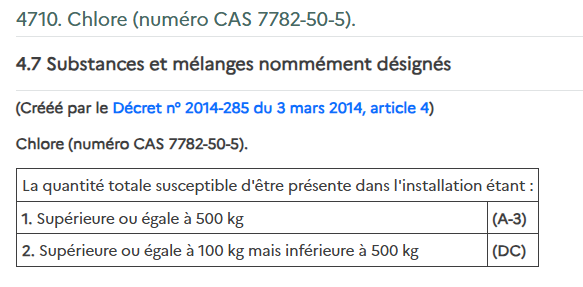 4710. Chlore (numéro CAS 7782-50-5).
4.7 Substances et mélanges nommément désignés
(Crééé par le Décret n° 2014-285 du 3 mars 2014, article 4)
Chlore (numéro CAS 7782-50-5).
La quantité totale susceptible d'être présente dans l'installation étant :
1. Supérieure ou égale à 500 kg (A-3)
2. Supérieure ou égale à 100 kg mais inférieure à 500 kg (DC)